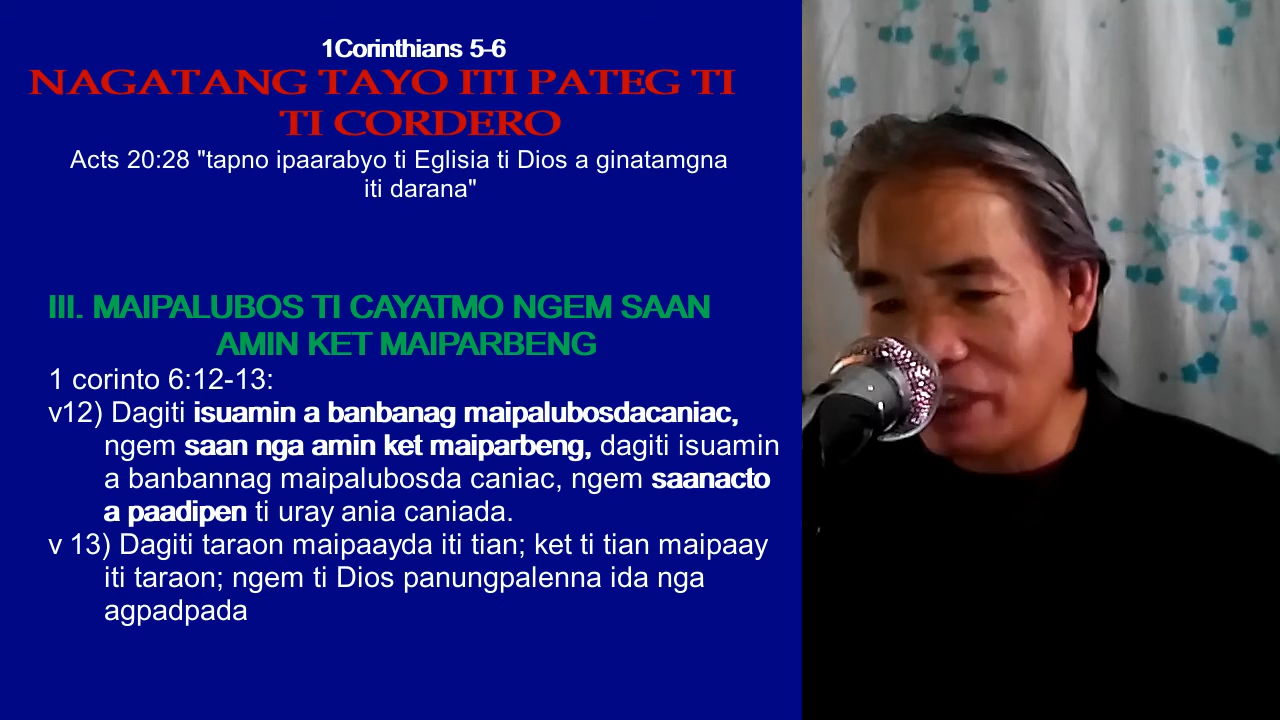 1Corinthians 5-6
NAGATANG TAYO ITI PATEG TI
TI CORDERO
Acts 20:28 "tapno ipaarabyo ti Eglisia ti Dios a ginatamgna
iti darana"
III. MAIPALUBOS TI CAYATMO NGEM SAAN
AMIN KET MAIPARBENG
1 corinto 6:12-13:
v12) Dagiti isuamin a banbanag maipalubosdacaniac,
ngem saan nga amin ket maiparbeng, dagiti isuamin
a banbannag maipalubosda caniac, ngem saanacto
a paadipen ti uray ania caniada.
v 13) Dagiti taraon maipaayda iti tian; ket ti tian maipaay
iti taraon; ngem ti Dios panungpalenna ida nga
agpadpada